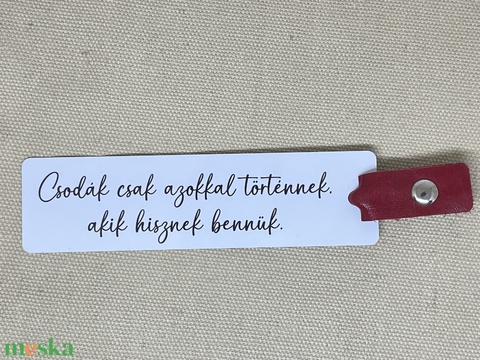 Csodák csak azokkal történnek.
akik hisznek bennük.
meska